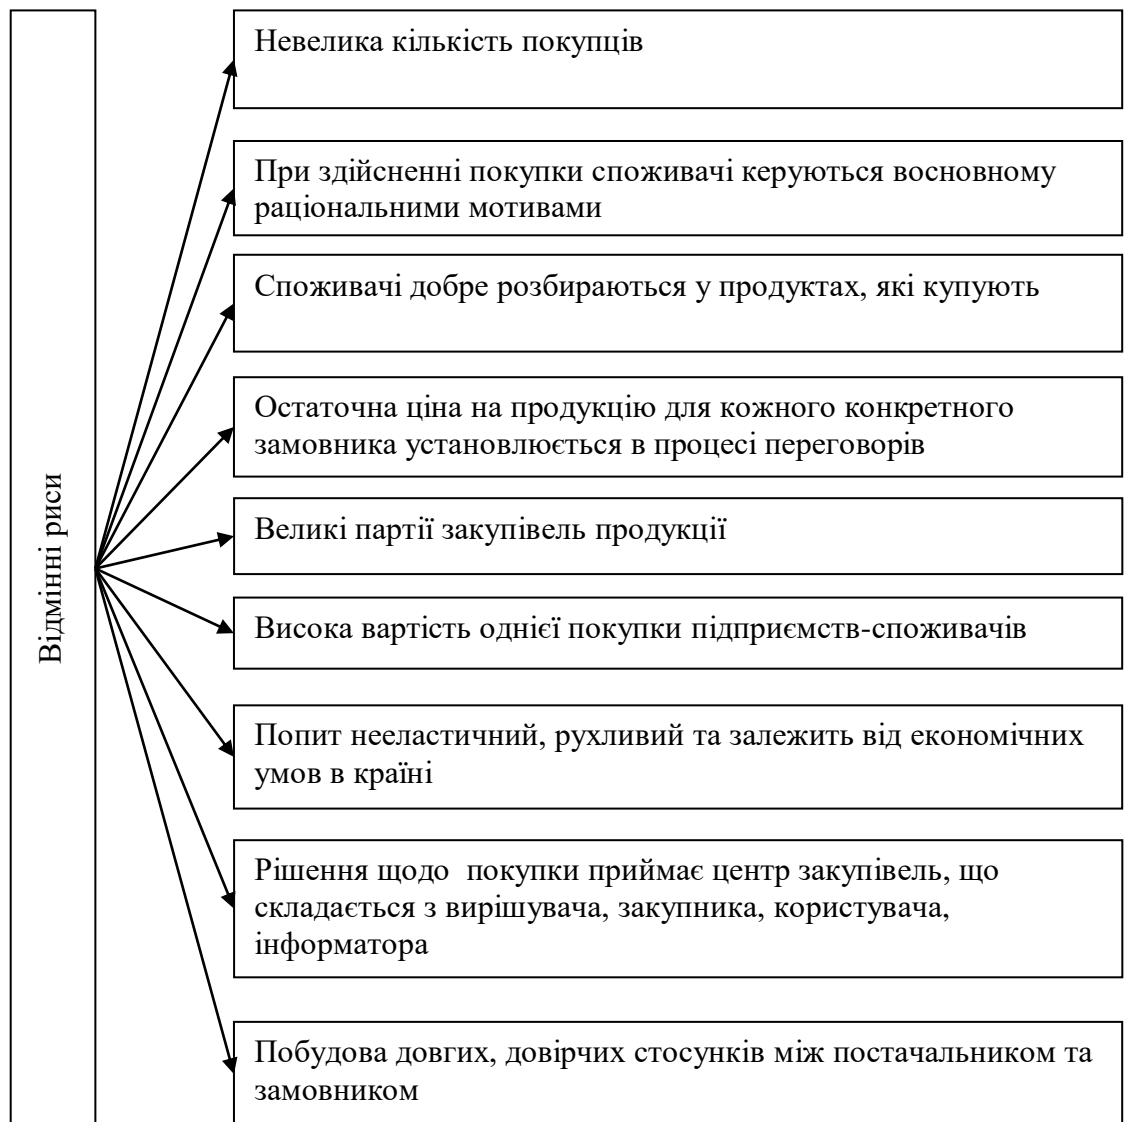 Відмінні риси
Невелика кількість покупців
При здійсненні покупки споживачі керуються восновному
раціональними мотивами
Споживачі добре розбираються у продуктах, які купують
Остаточна ціна на продукцію для кожного конкретного
замовника установлюється в процесі переговорів
Великі партії закупівель продукції
Висока вартість однієї покупки підприємств-споживачів
Попит нееластичний, рухливий та залежить від економічних
умов в країні
Рішення щодо  покупки приймає центр закупівель, що
складається з вирішувача, закупника, користувача,
інформатора
Побудова довгих, довірчих стосунків між постачальником та
замовником